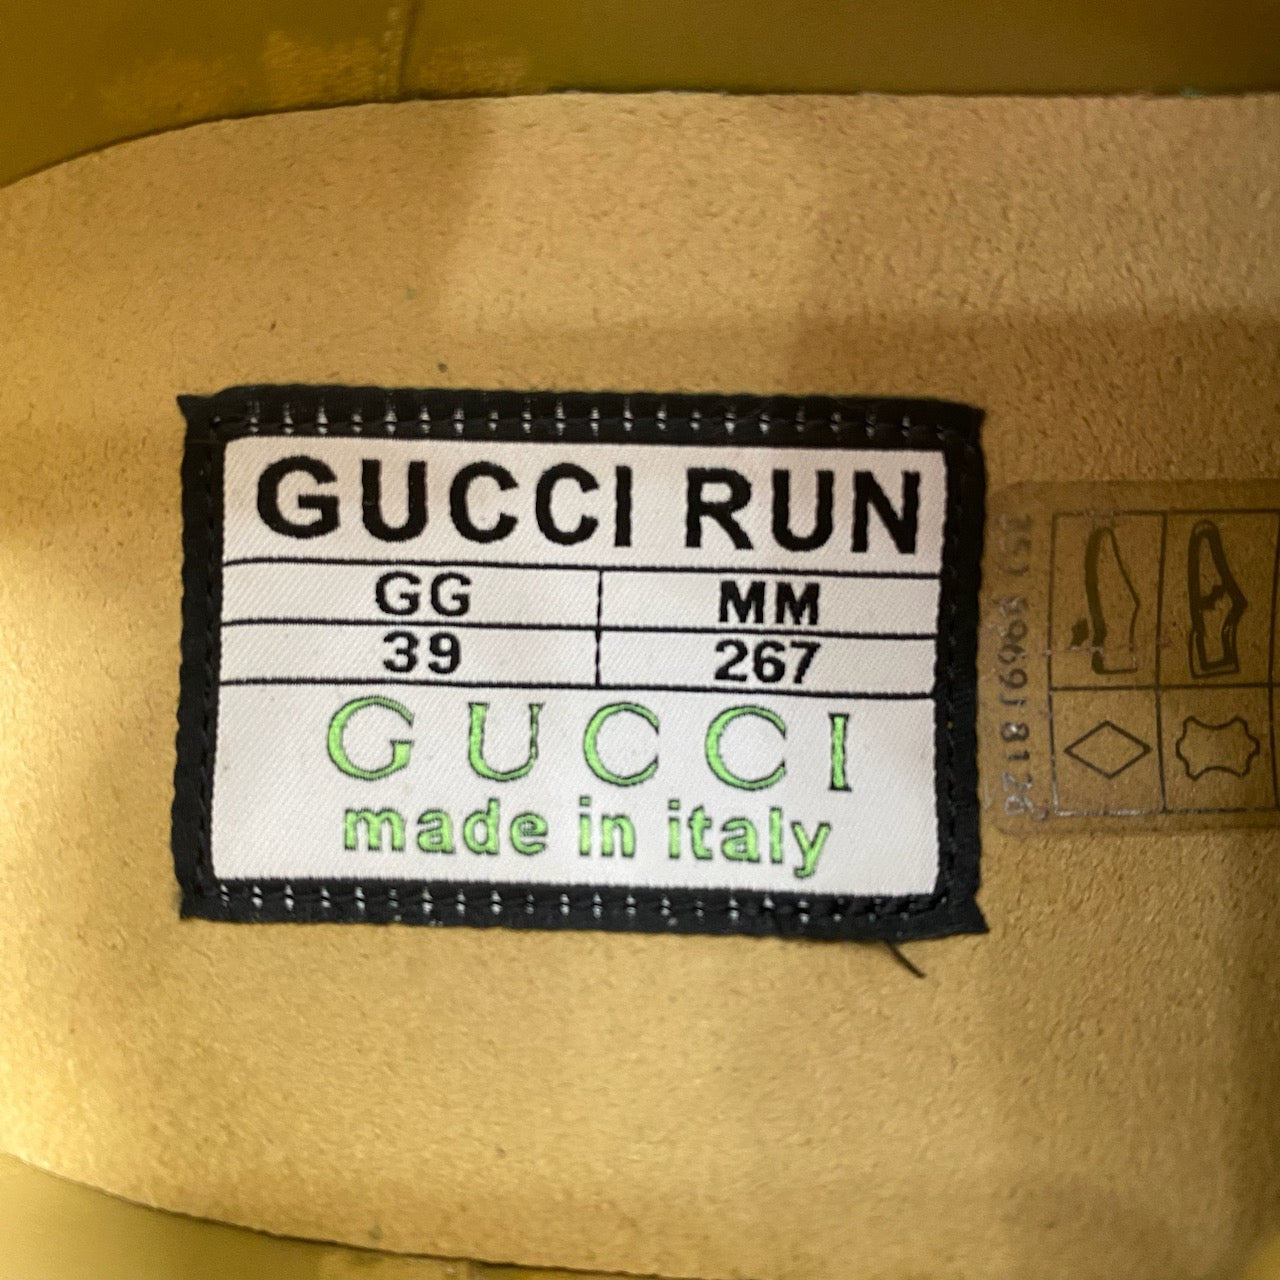 GUCCI RUN
GG MM
39 267
GUCCI
made in italy